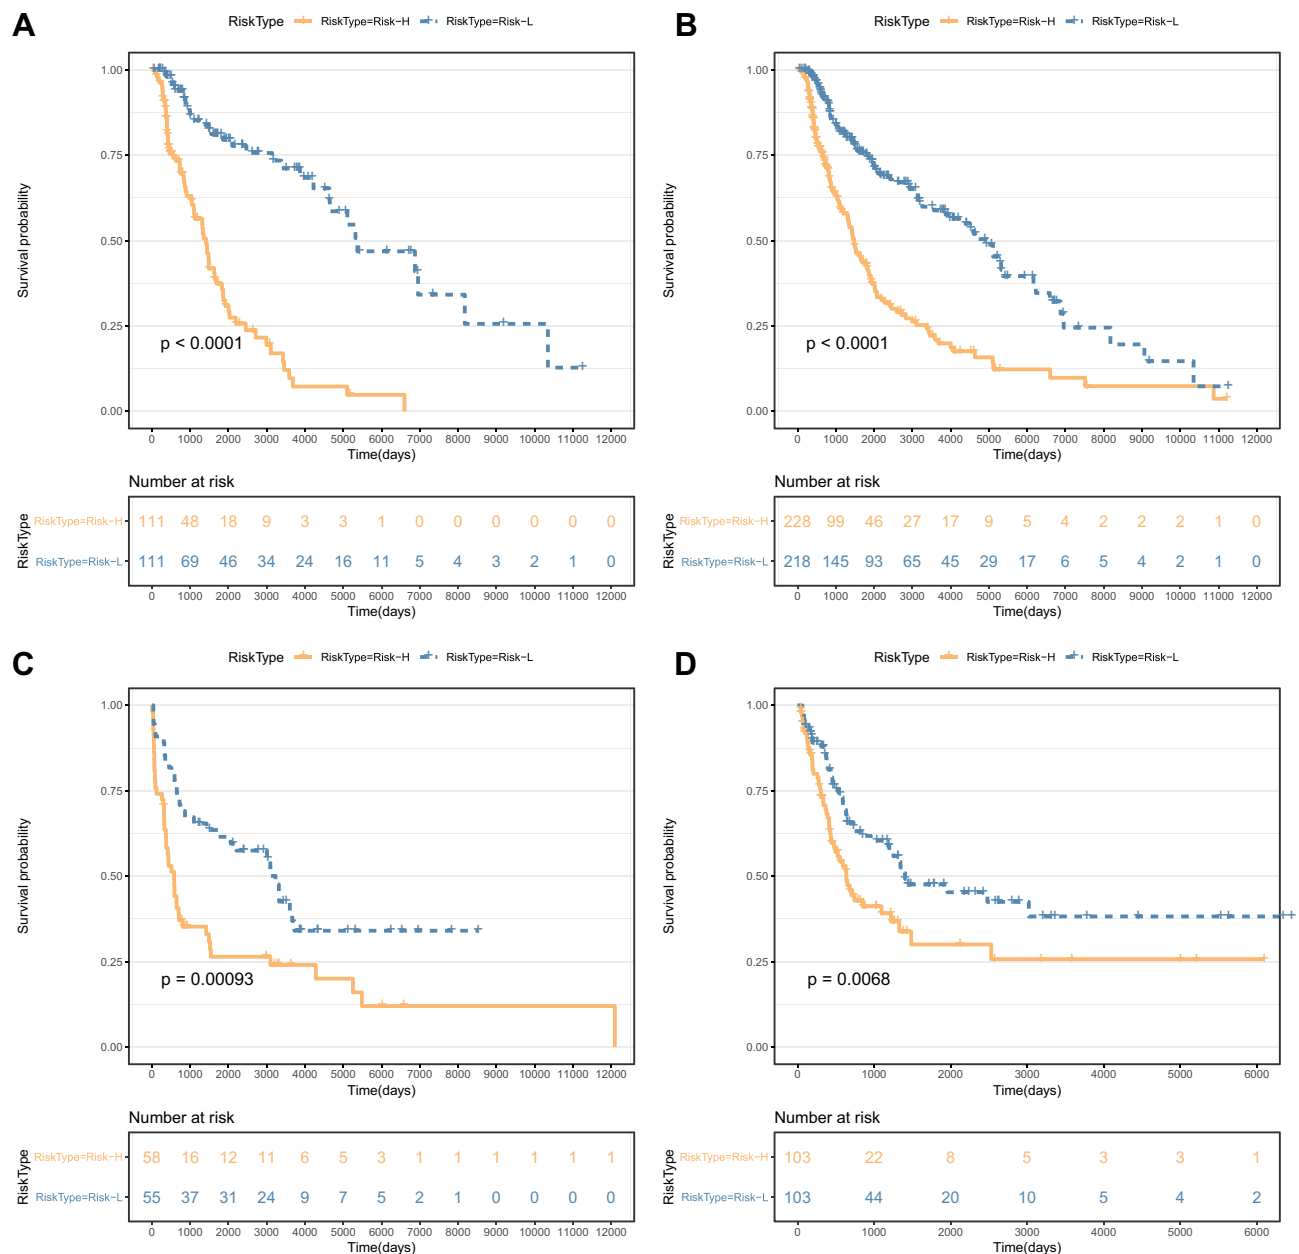 A
RiskType RiskType=Risk−H RiskType=Risk−L
Survival probability
1.00
0.75
0.50
0.25
0.00
p < 0.0001
0 1000 2000 3000 4000 5000 6000 7000 8000 9000 10000 11000 12000
Time(days)
Number at risk
RiskType
RiskType=Risk−H 111 48 18 9 3 3 1 0 0 0 0 0 0
RiskType=Risk−L 111 69 46 34 24 16 11 5 4 3 2 1 0
0 1000 2000 3000 4000 5000 6000 7000 8000 9000 10000 11000 12000
Time(days)
B
RiskType RiskType=Risk−H RiskType=Risk−L
Survival probability
1.00
0.75
0.50
0.25
0.00
p < 0.0001
0 1000 2000 3000 4000 5000 6000 7000 8000 9000 10000 11000 12000
Time(days)
Number at risk
RiskType
RiskType=Risk−H 228 99 46 27 17 9 5 4 2 2 2 1 0
RiskType=Risk−L 218 145 93 65 45 29 17 6 5 4 2 1 0
0 1000 2000 3000 4000 5000 6000 7000 8000 9000 10000 11000 12000
Time(days)
C
RiskType RiskType=Risk−H RiskType=Risk−L
Survival probability
1.00
0.75
0.50
0.25
0.00
p = 0.00093
0 1000 2000 3000 4000 5000 6000 7000 8000 9000 10000 11000 12000
Time(days)
Number at risk
RiskType
RiskType=Risk−H 58 16 12 11 6 5 3 1 1 1 1 1 1
RiskType=Risk−L 55 37 31 24 9 7 5 2 1 0 0 0 0
0 1000 2000 3000 4000 5000 6000 7000 8000 9000 10000 11000 12000
Time(days)
D
RiskType RiskType=Risk−H RiskType=Risk−L
Survival probability
1.00
0.75
0.50
0.25
0.00
p = 0.0068
0 1000 2000 3000 4000 5000 6000
Time(days)
Number at risk
RiskType
RiskType=Risk−H 103 22 8 5 3 3 1
RiskType=Risk−L 103 44 20 10 5 4 2
0 1000 2000 3000 4000 5000 6000
Time(days)